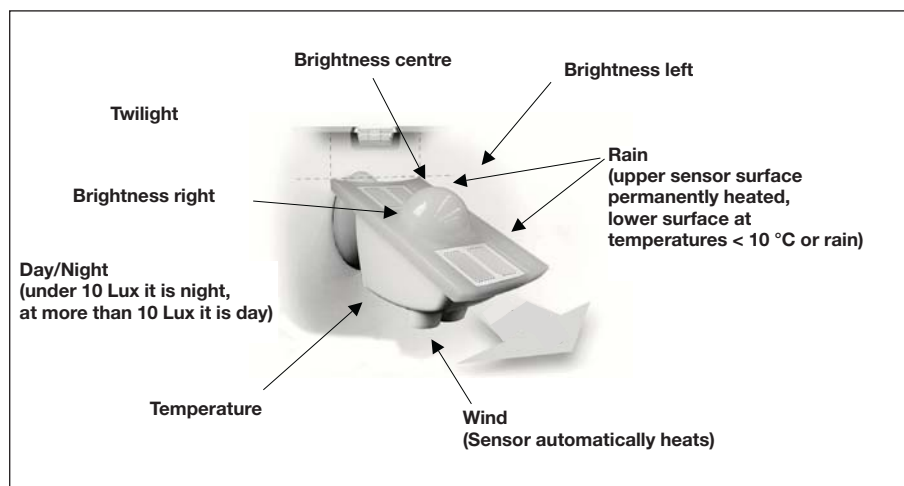 Brightness centre
Brightness left
Twilight
Rain
(upper sensor surface
permanently heated,
lower surface at
temperatures < 10 °C or rain)
Brightness right
Day/Night
(under 10 Lux it is night,
at more than 10 Lux it is day)
Temperature
Wind
(Sensor automatically heats)